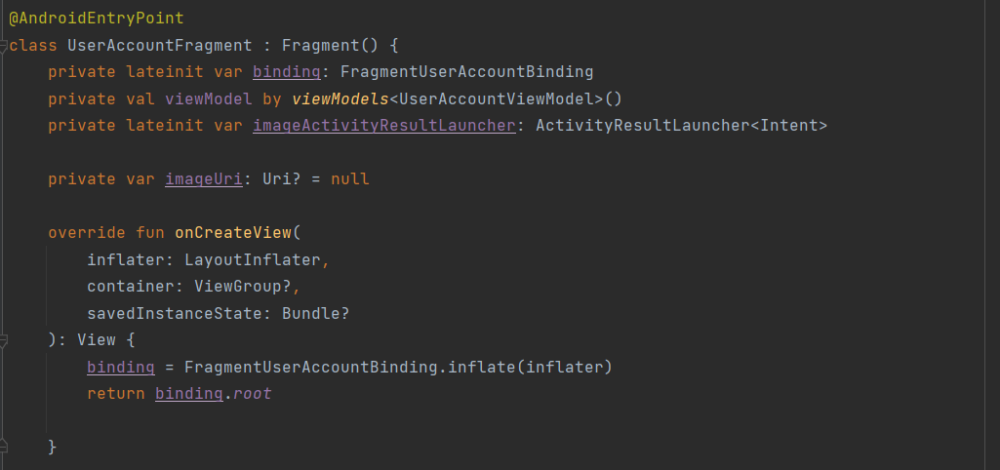 @AndroidEntryPoint
class UserAccountFragment : Fragment() {
    private lateinit var binding: FragmentUserAccountBinding
    private val viewModel by viewModels<UserAccountViewModel>()
    private lateinit var imageActivityResultLauncher: ActivityResultLauncher<Intent>
    private var imageUri: Uri? = null
    override fun onCreateView(
        inflater: LayoutInflater,
        container: ViewGroup?,
        savedInstanceState: Bundle?
    ): View {
        binding = FragmentUserAccountBinding.inflate(inflater)
        return binding.root
    }